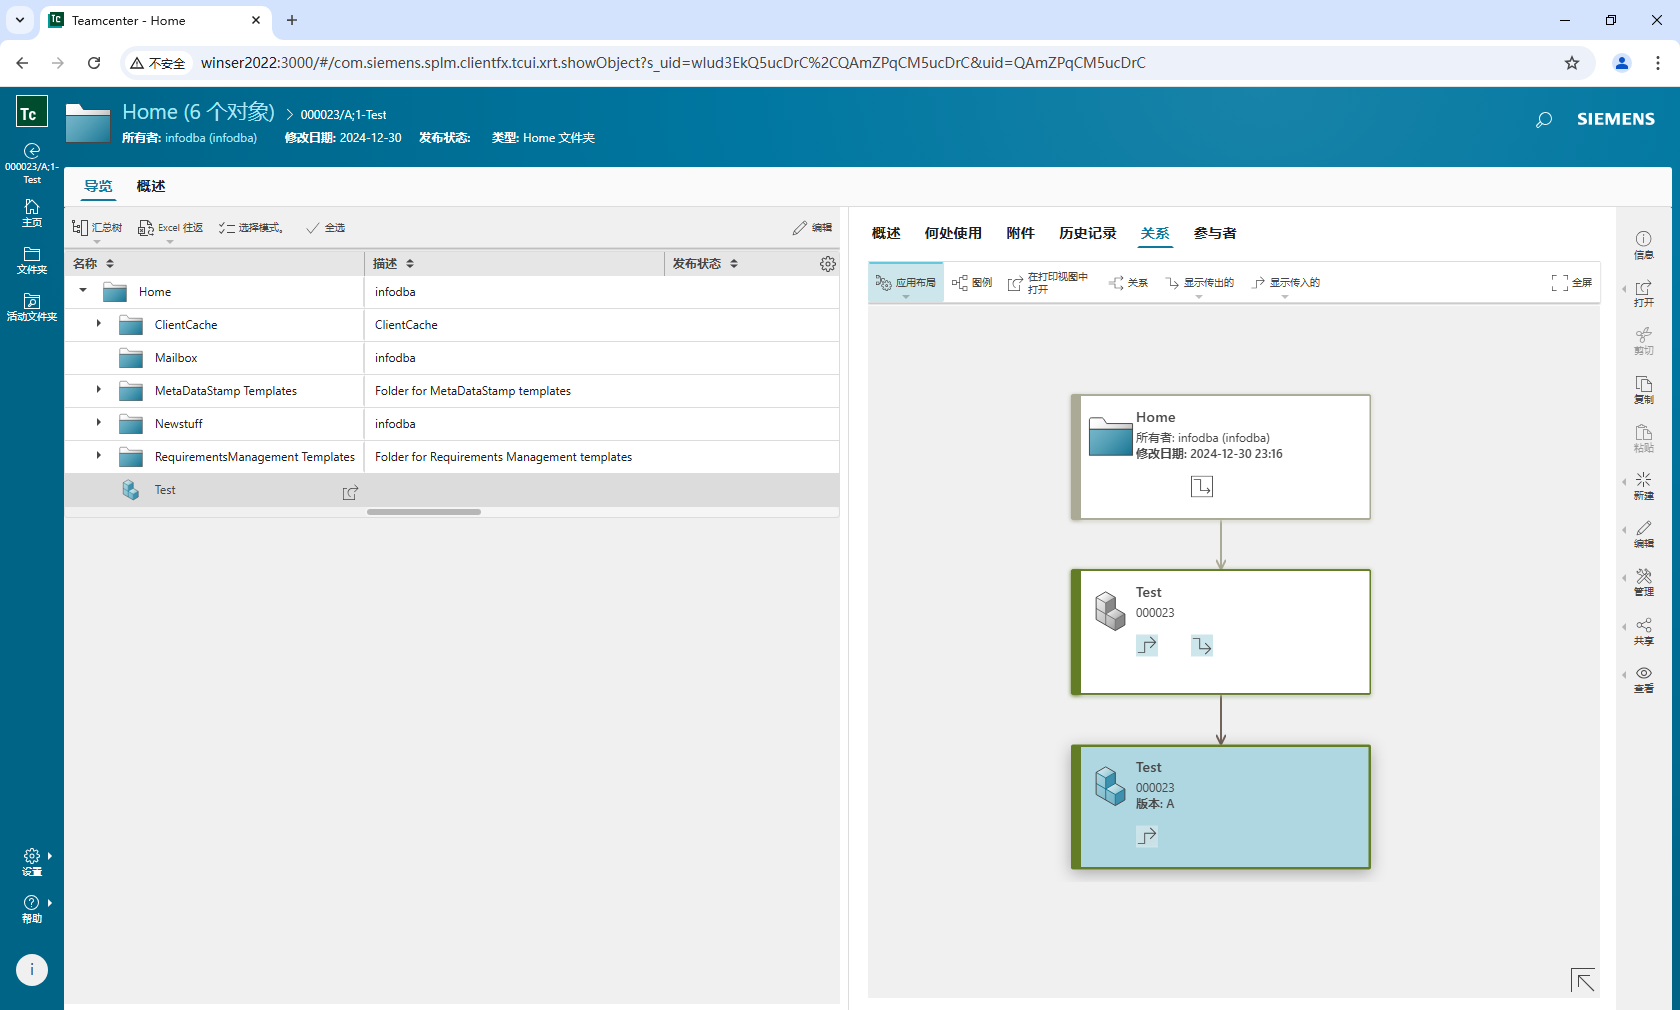 Tc Teamcenter - Home
不安全 winser2022:3000/#/com.siemens.splm.clientfx.tcui.xrt.showObject?s_uid=wIud3EkQ5ucDrC%2CQAmZPqCM5ucDrC&uid=QAmZPqCM5ucDrC
Tc
000023/A;1-
Test
主页
文件夹
活动文件夹
设置
帮助
i
Home (6 个对象) 000023/A;1-Test
所有者: infodba (infodba) 修改日期: 2024-12-30 发布状态: 类型: Home 文件夹
SIEMENS
导览 概述
汇总树 Excel 往返 选择模式。 全选 编辑
名称 描述 发布状态
Home infodba
ClientCache ClientCache
Mailbox infodba
MetaDataStamp Templates Folder for MetaDataStamp templates
Newstuff infodba
RequirementsManagement Templates Folder for Requirements Management templates
Test
概述 何处使用 附件 历史记录 关系 参与者
应用布局 图例 在打印视图中
打开 关系 显示传出的 显示传入的 全屏
Home
所有者: infodba (infodba)
修改日期: 2024-12-30 23:16
Test
000023
Test
000023
版本: A
信息
打开
剪切
复制
粘贴
新建
编辑
管理
共享
查看